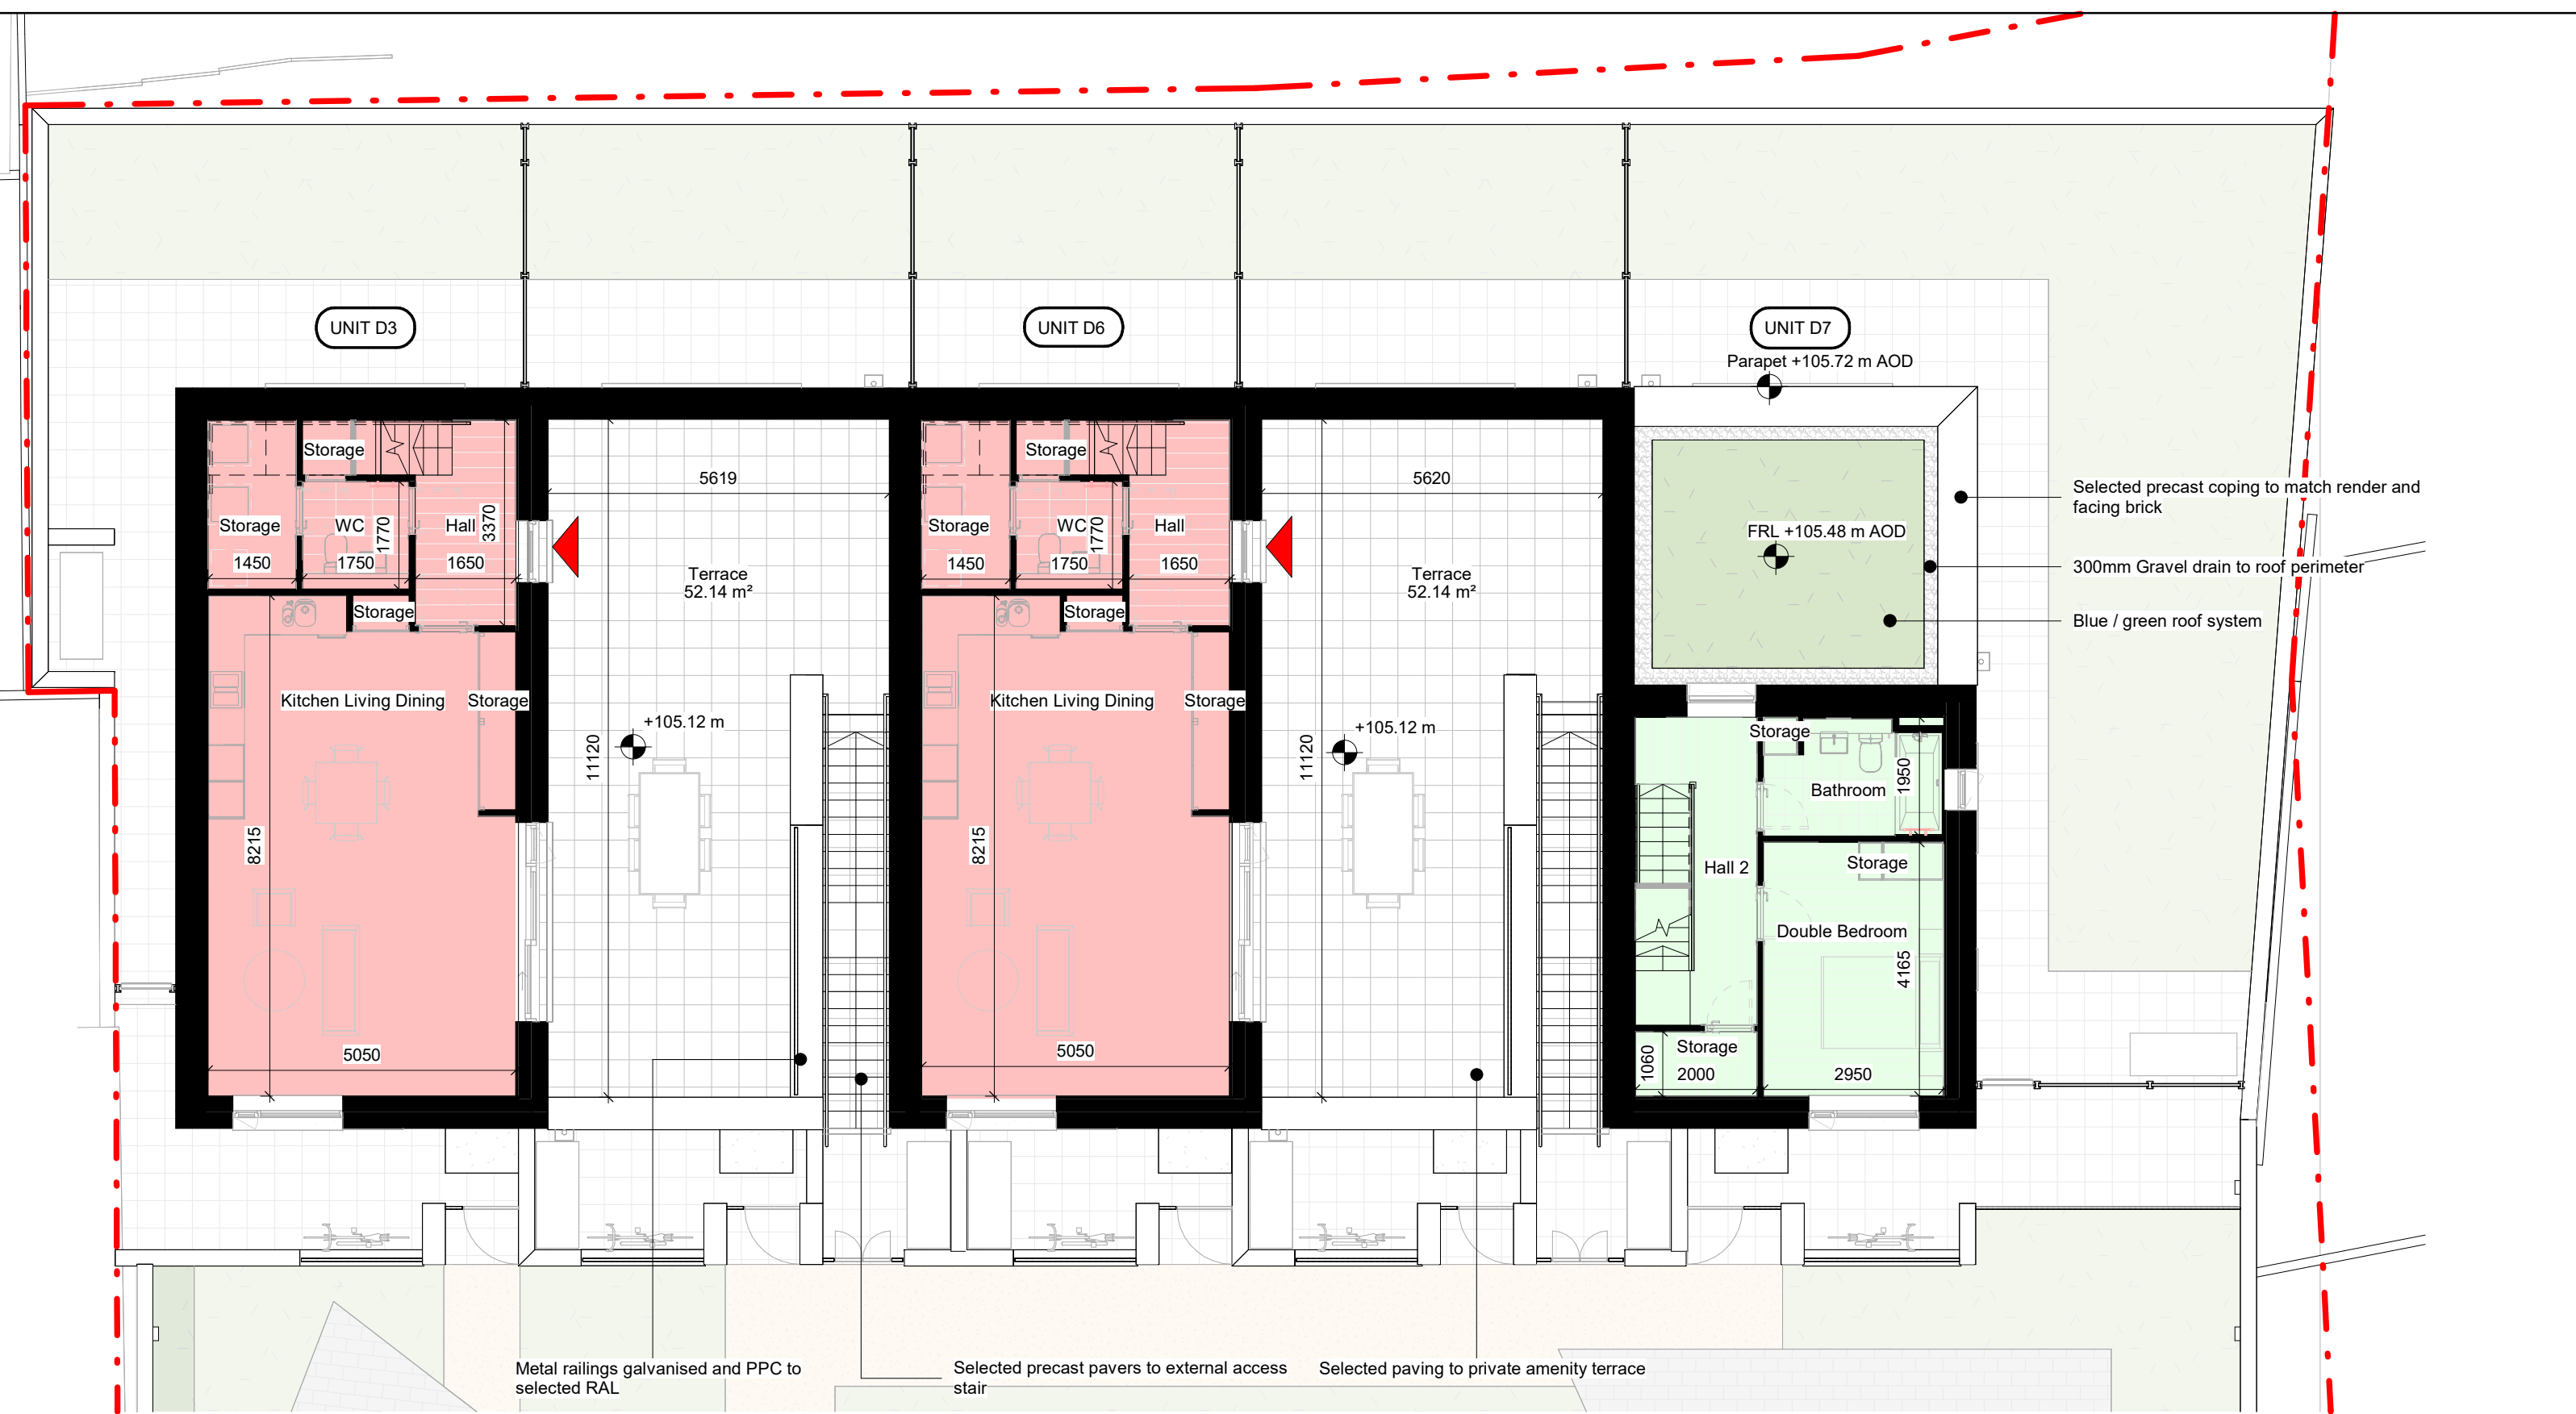 UNIT D3
UNIT D6
UNIT D7
Parapet +105.72 m AOD
Storage
Storage
5619
5620
Selected precast coping to match render and
facing brick
Storage
WC
1770
Hall
3370
1450
1750
1650
Storage
WC
1770
Hall
1450
1750
1650
FRL +105.48 m AOD
300mm Gravel drain to roof perimeter
Terrace
52.14 m²
Terrace
52.14 m²
Storage
Storage
Blue / green roof system
Kitchen Living Dining
Storage
Kitchen Living Dining
Storage
+105.12 m
+105.12 m
11120
11120
Storage
Bathroom
1950
8215
8215
Hall 2
Storage
Double Bedroom
4165
5050
5050
Storage
1060
2000
2950
Metal railings galvanised and PPC to
selected RAL
Selected precast pavers to external access
stair
Selected paving to private amenity terrace